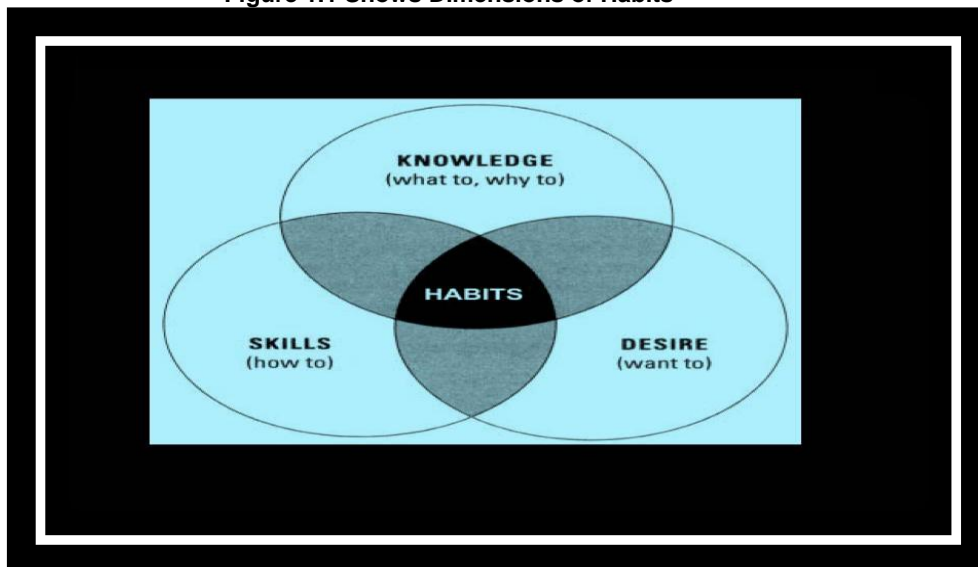 Figure 1.1 Shows Dimensions of Habits
KNOWLEDGE
(what to, why to)
HABITS
SKILLS
(how to)
DESIRE
(want to)